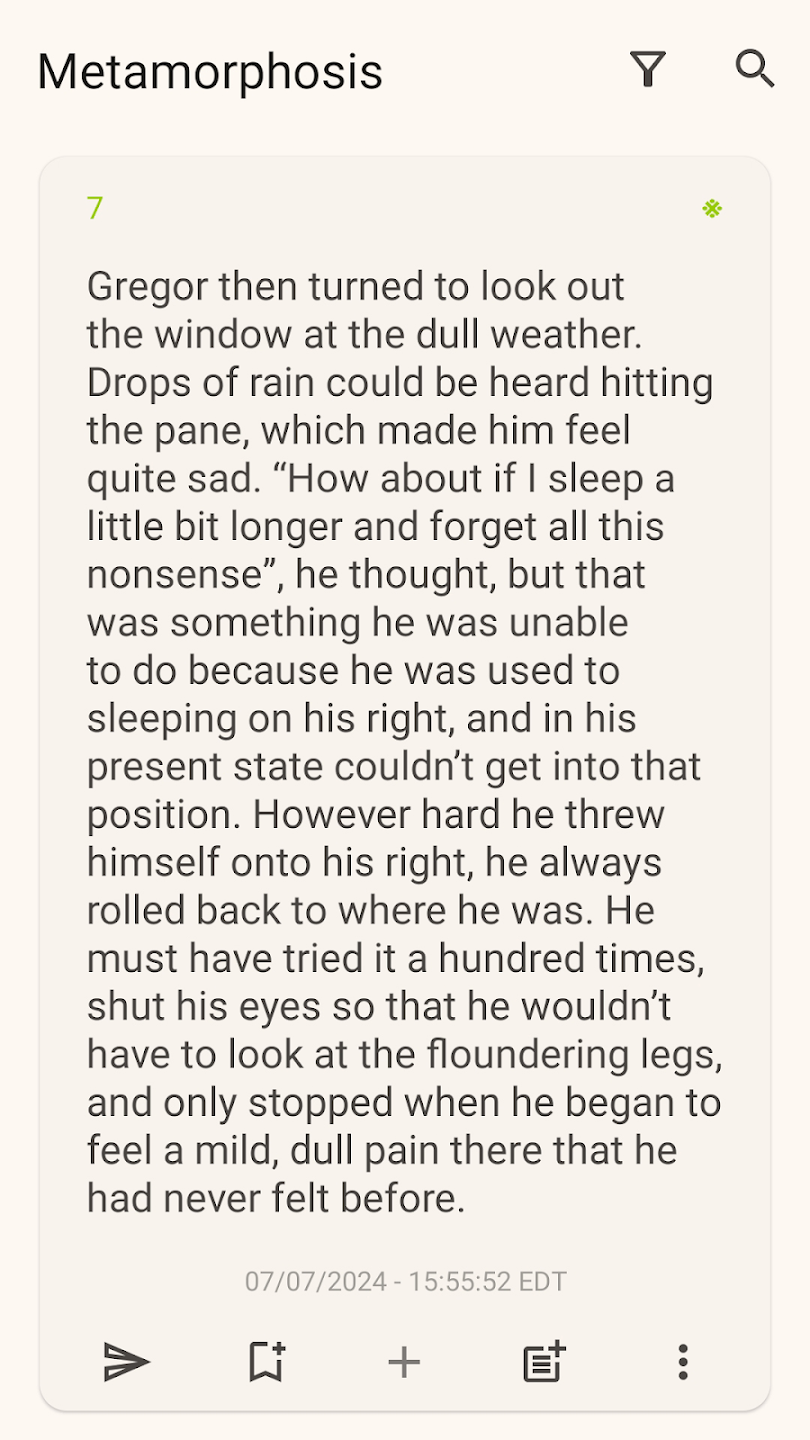 Metamorphosis
7
Gregor then turned to look out
the window at the dull weather.
Drops of rain could be heard hitting
the pane, which made him feel
quite sad. “How about if I sleep a
little bit longer and forget all this
nonsense”, he thought, but that
was something he was unable
to do because he was used to
sleeping on his right, and in his
present state couldn’t get into that
position. However hard he threw
himself onto his right, he always
rolled back to where he was. He
must have tried it a hundred times,
shut his eyes so that he wouldn’t
have to look at the floundering legs,
and only stopped when he began to
feel a mild, dull pain there that he
had never felt before.
07/07/2024 - 15:55:52 EDT